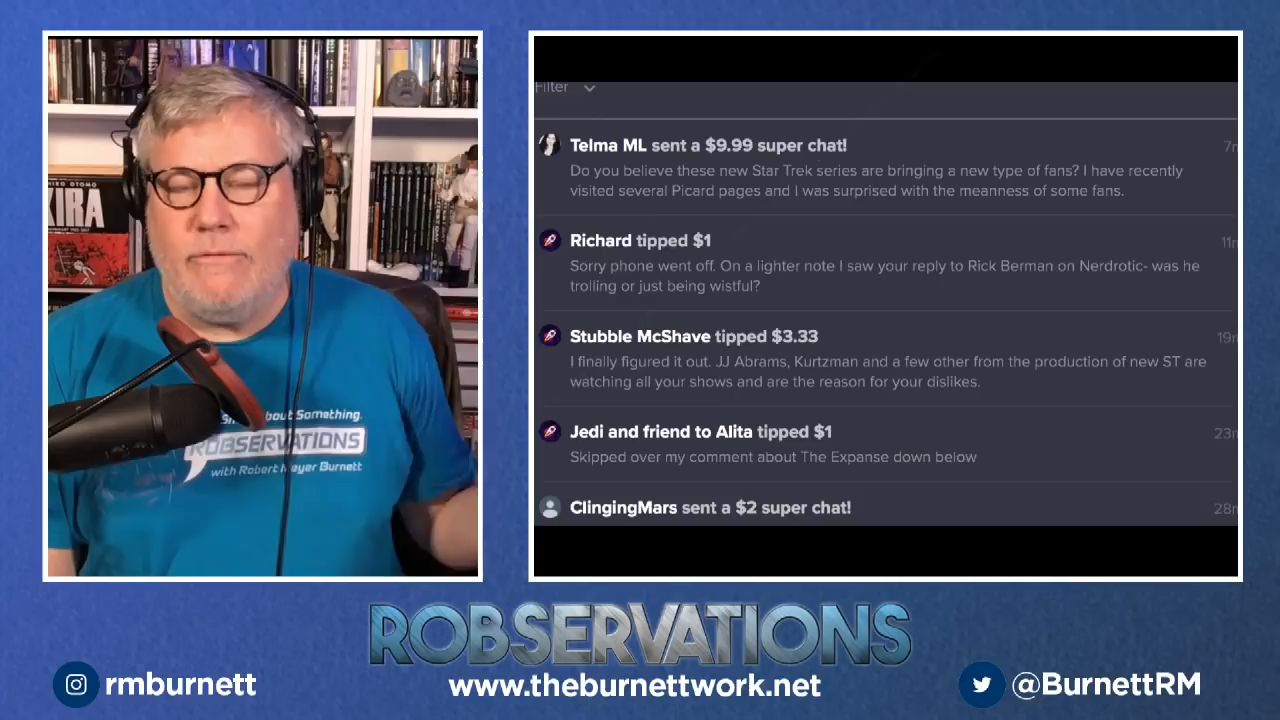 KIRA
Filter
Telma ML sent a $9.99 super chat!
Do you believe these new Star Trek series are bringing a new type of fans? I have recently
visited several Picard pages and I was surprised with the meanness of some fans.
Richard tipped $1
Sorry phone went off. On a lighter note I saw your reply to Rick Berman on Nerdrotic- was he
trolling or just being wistful?
Stubble McShave tipped $3.33
I finally figured it out. JJ Abrams, Kurtzman and a few other from the production of new ST are
watching all your shows and are the reason for your dislikes.
Jedi and friend to Alita tipped $1
23m
Skipped over my comment about The Expanse down below
ClingingMars sent a $2 super chat!
Something.
ROBSERVATIONS
with Robert Meyer Burnett
ROBSERVATIONS
rmburnett
www.theburnettwork.net
@BurnettRM